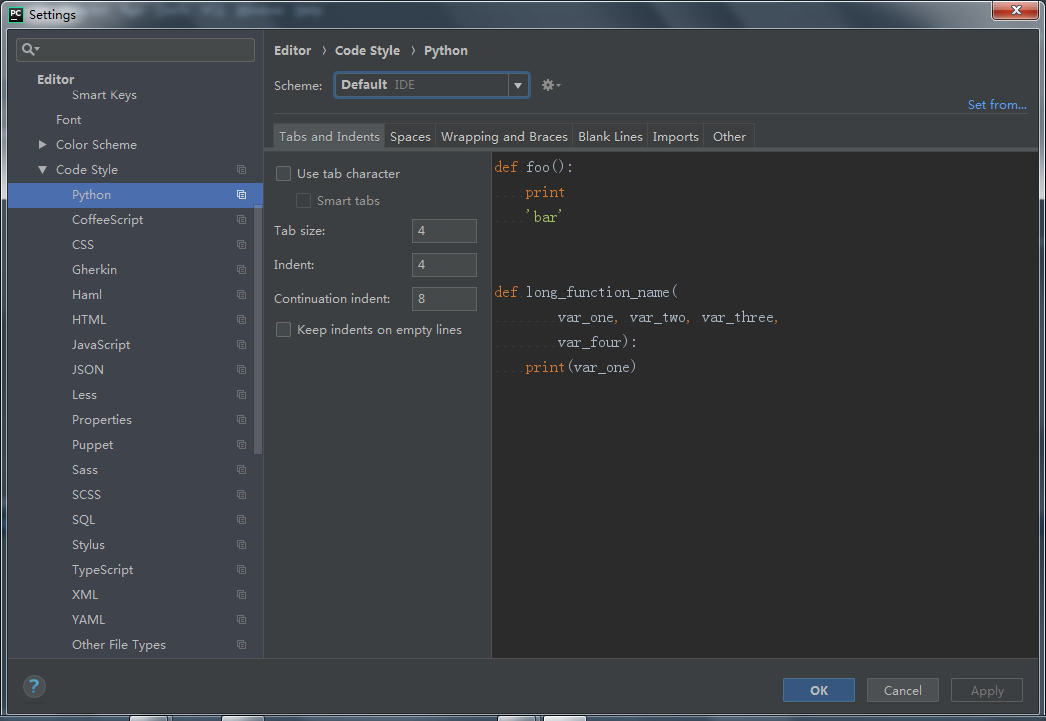 PC Settings
Editor
Smart Keys
Font
Color Scheme
Code Style
Python
CoffeeScript
CSS
Gherkin
Haml
HTML
JavaScript
JSON
Less
Properties
Puppet
Sass
SCSS
SQL
Stylus
TypeScript
XML
YAML
Other File Types
Editor › Code Style › Python
Scheme: Default IDE
Set from...
Tabs and Indents Spaces Wrapping and Braces Blank Lines Imports Other
Use tab character
Smart tabs
Tab size: 4
Indent: 4
Continuation indent: 8
Keep indents on empty lines
def foo():
    print
    'bar'
def long_function_name(
        var_one, var_two, var_three,
        var_four):
    print(var_one)
?
OK Cancel Apply